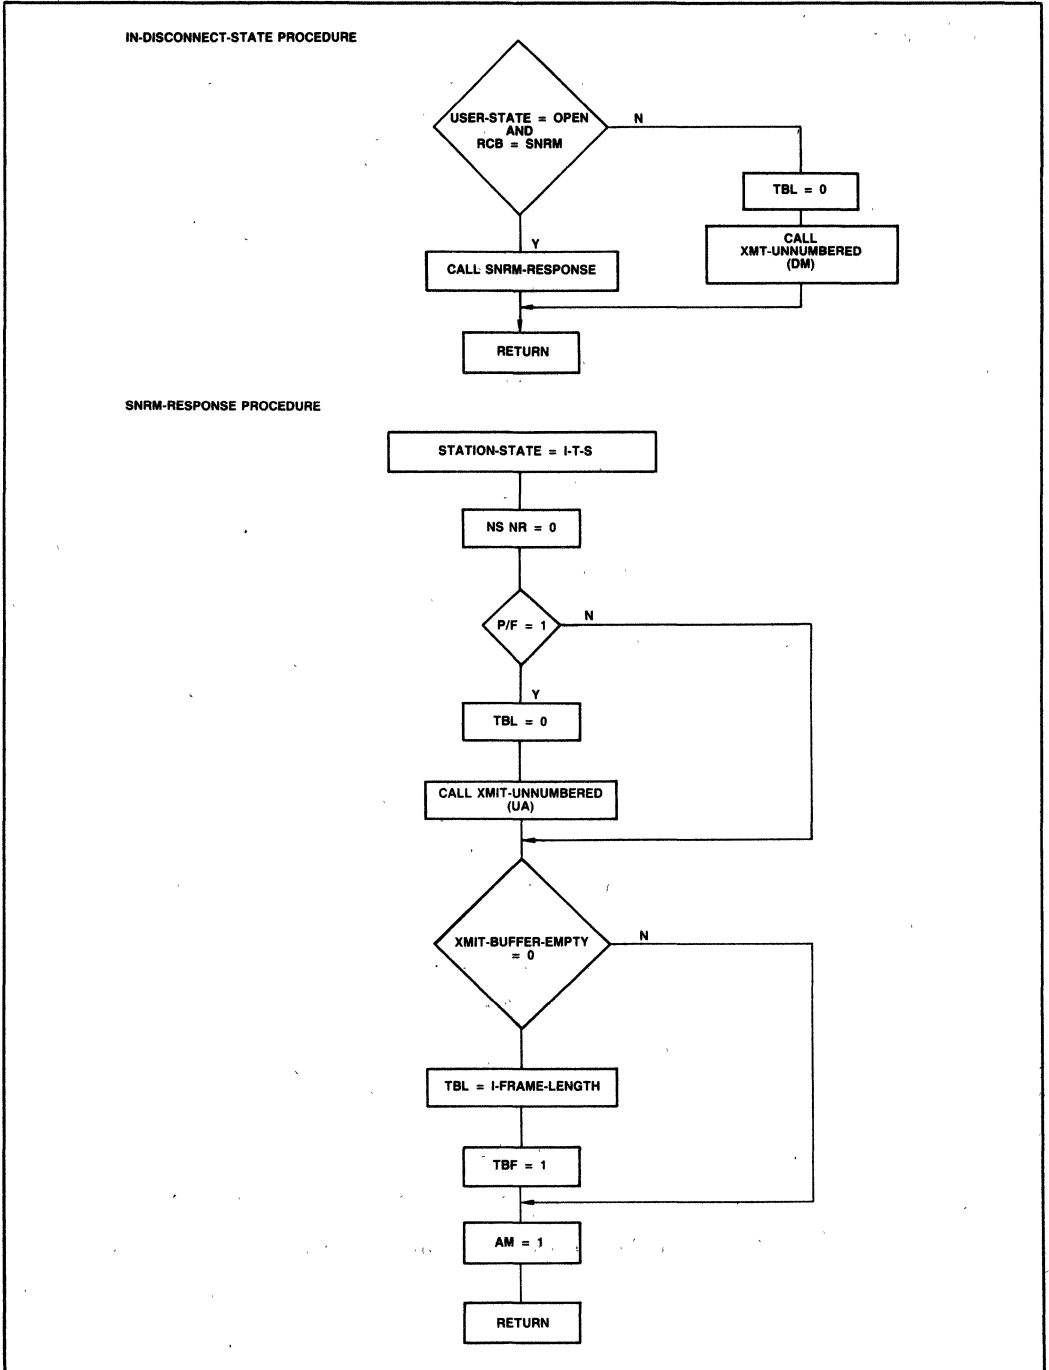 IN-DISCONNECT-STATE PROCEDURE
USER-STATE = OPEN
AND
RCB = SNRM
N
TBL = 0
CALL
XMT-UNNUMBERED
(DM)
Y
CALL SNRM-RESPONSE
RETURN
SNRM-RESPONSE PROCEDURE
STATION-STATE = I-T-S
NS NR = 0
P/F = 1
N
Y
TBL = 0
CALL XMIT-UNNUMBERED
(UA)
XMIT-BUFFER-EMPTY
= 0
N
TBL = I-FRAME-LENGTH
TBF = 1
AM = 1
RETURN